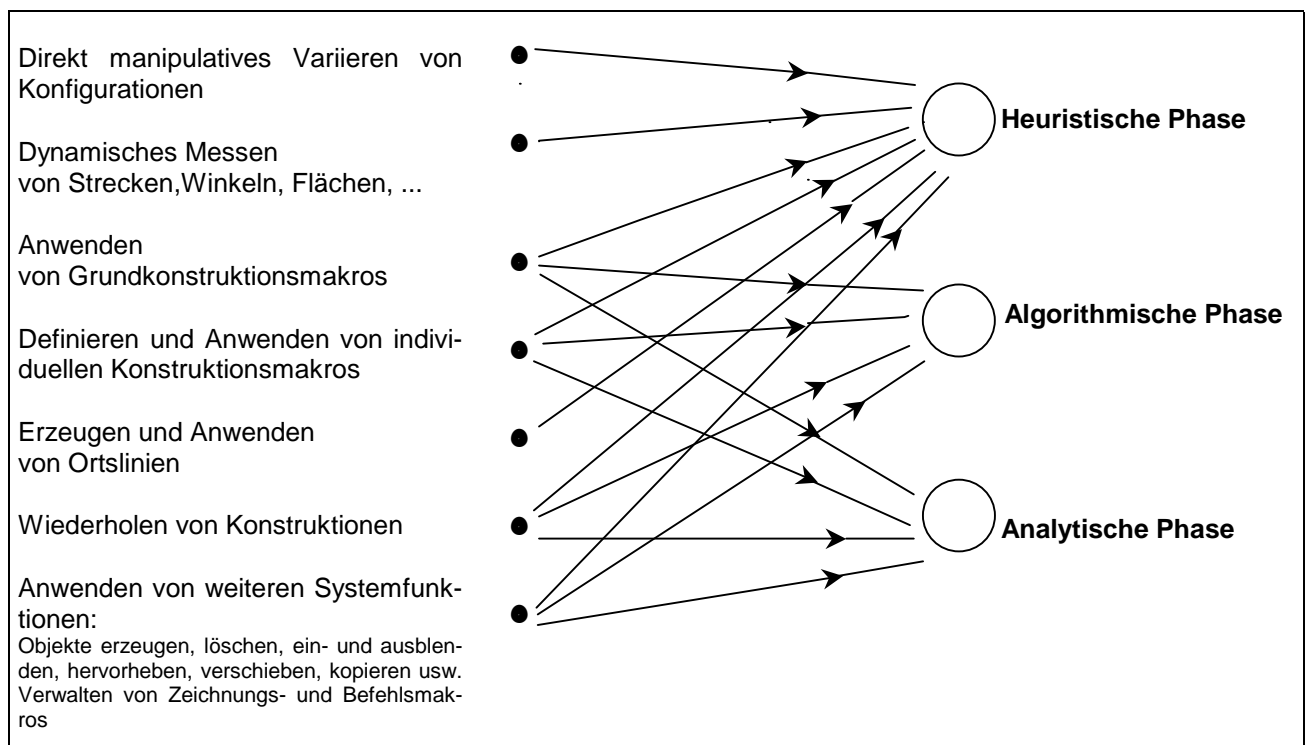 Direkt manipulatives Variieren von
Konfigurationen
Dynamisches Messen
von Strecken,Winkeln, Flächen, ...
Anwenden
von Grundkonstruktionsmakros
Definieren und Anwenden von indivi-
duellen Konstruktionsmakros
Erzeugen und Anwenden
von Ortslinien
Wiederholen von Konstruktionen
Anwenden von weiteren Systemfunk-
tionen:
Objekte erzeugen, löschen, ein- und ausblen-
den, hervorheben, verschieben, kopieren usw.
Verwalten von Zeichnungs- und Befehlsmak-
ros
Heuristische Phase
Algorithmische Phase
Analytische Phase